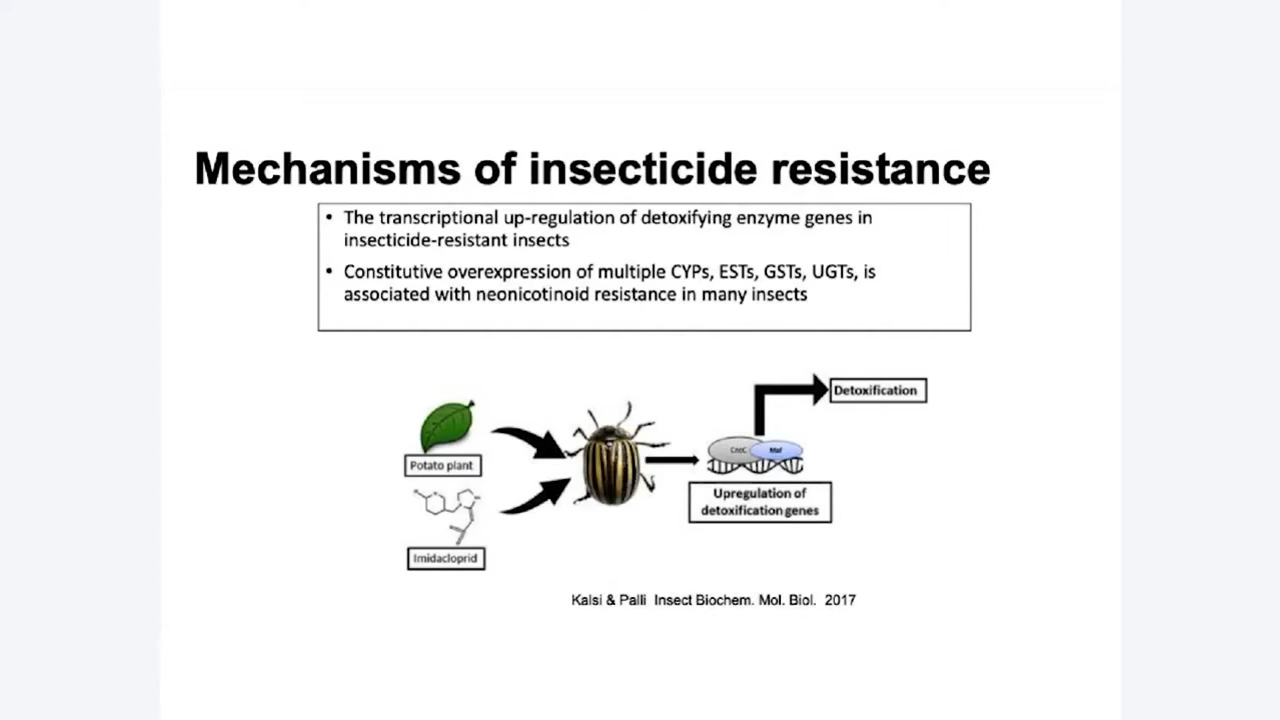 Mechanisms of insecticide resistance
• The transcriptional up-regulation of detoxifying enzyme genes in
insecticide-resistant insects
• Constitutive overexpression of multiple CYPs, ESTs, GSTs, UGTs, is
associated with neonicotinoid resistance in many insects
Detoxification
CncC
Maf
Potato plant
Upregulation of
detoxification genes
Imidacloprid
Kalsi & Palli Insect Biochem. Mol. Biol. 2017